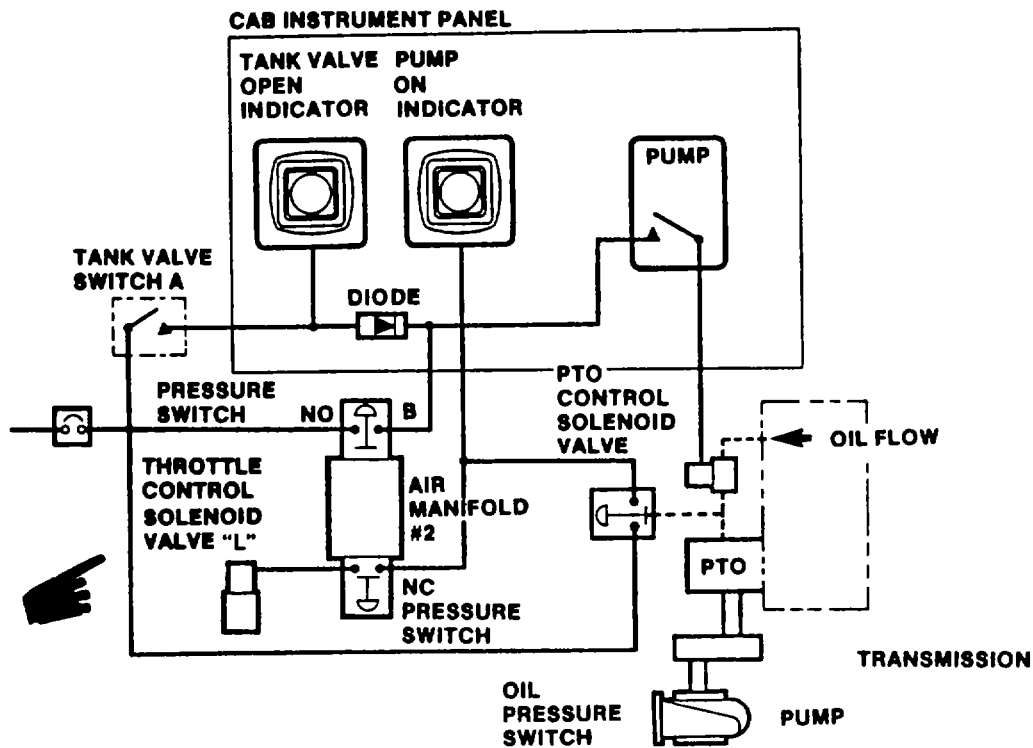 CAB INSTRUMENT PANEL
TANK VALVE
OPEN
INDICATOR
PUMP
ON
INDICATOR
PUMP
TANK VALVE
SWITCH A
DIODE
PRESSURE
SWITCH
NO
B
PTO
CONTROL
SOLENOID
VALVE
OIL FLOW
THROTTLE
CONTROL
SOLENOID
VALVE "L"
AIR
MANIFOLD
#2
PTO
NC
PRESSURE
SWITCH
TRANSMISSION
OIL
PRESSURE
SWITCH
PUMP